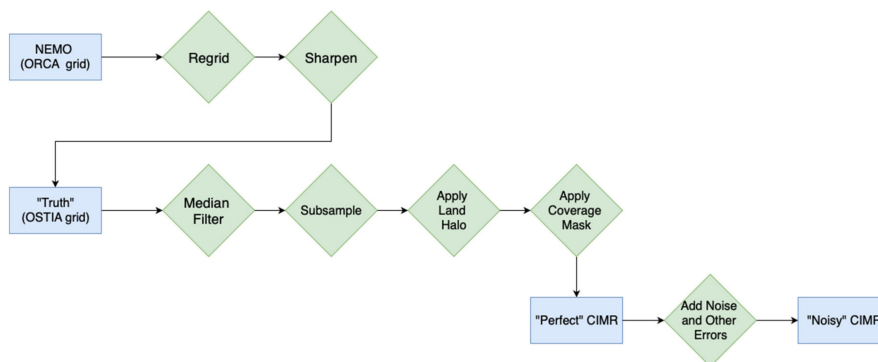 NEMO
(ORCA grid)
Regrid
Sharpen
"Truth"
(OSTIA grid)
Median
Filter
Subsample
Apply
Land
Halo
Apply
Coverage
Mask
"Perfect" CIMR
Add Noise
and Other
Errors
"Noisy" CIMR